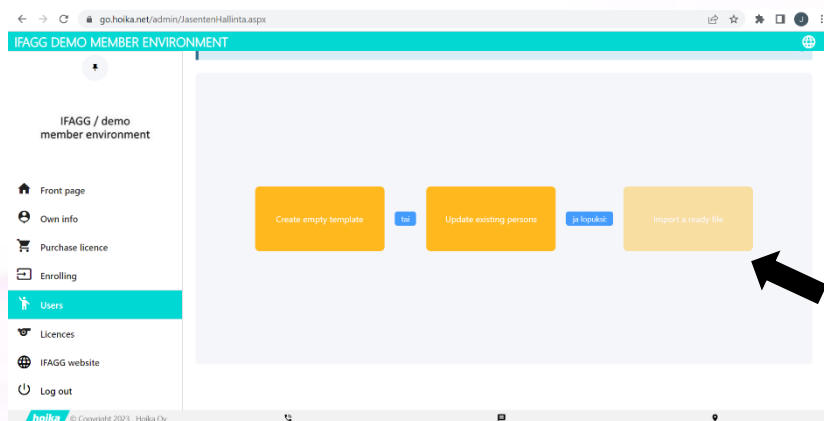 go.hoika.net/admin/JasentenHallinta.aspx
J
IFAGG DEMO MEMBER ENVIRONMENT
IFAGG / demo
member environment
Front page
Own info
Purchase licence
Enrolling
Users
Licences
IFAGG website
Log out
Create empty template
tai
Update existing persons
ja lopuksi:
Import a ready file
hoika © Copyright 2023 Hoika Oy